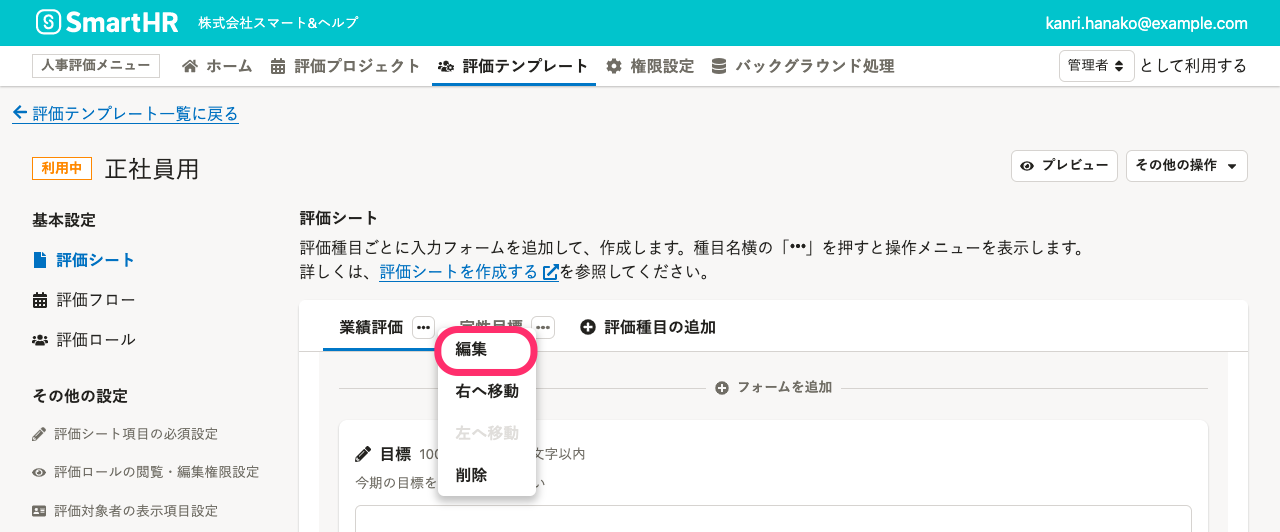 SmartHR 株式会社スマート&ヘルプ kanri.hanako@example.com
人事評価メニュー ホーム 評価プロジェクト 評価テンプレート 権限設定 バックグラウンド処理 管理者 として利用する
評価テンプレート一覧に戻る
利用中 正社員用 プレビュー その他の操作
基本設定
評価シート
評価フロー
評価ロール
その他の設定
評価シート項目の必須設定
評価ロールの閲覧・編集権限設定
評価対象者の表示項目設定
評価シート
評価種目ごとに入力フォームを追加して、作成します。種目名横の「•••」を押すと操作メニューを表示します。
詳しくは、評価シートを作成する を参照してください。
業績評価 ••• 定性目標 ••• 評価種目の追加
編集
右へ移動
左へ移動
削除
フォームを追加
目標 100 文字以内
今期の目標を い